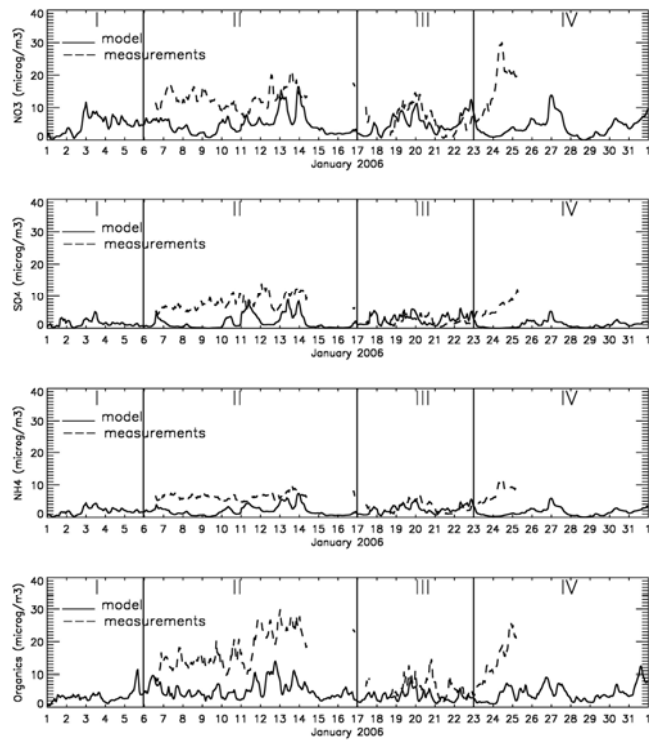 I II III IV
40
30
20
10
0
NO3 (microg/m3)
model
measurements
1 2 3 4 5 6 7 8 9 10 11 12 13 14 15 16 17 18 19 20 21 22 23 24 25 26 27 28 29 30 31 1
January 2006
I II III IV
40
30
20
10
0
SO4 (microg/m3)
model
measurements
1 2 3 4 5 6 7 8 9 10 11 12 13 14 15 16 17 18 19 20 21 22 23 24 25 26 27 28 29 30 31 1
January 2006
I II III IV
40
30
20
10
0
NH4 (microg/m3)
model
measurements
1 2 3 4 5 6 7 8 9 10 11 12 13 14 15 16 17 18 19 20 21 22 23 24 25 26 27 28 29 30 31 1
January 2006
I II III IV
40
30
20
10
0
Organics (microg/m3)
model
measurements
1 2 3 4 5 6 7 8 9 10 11 12 13 14 15 16 17 18 19 20 21 22 23 24 25 26 27 28 29 30 31 1
January 2006